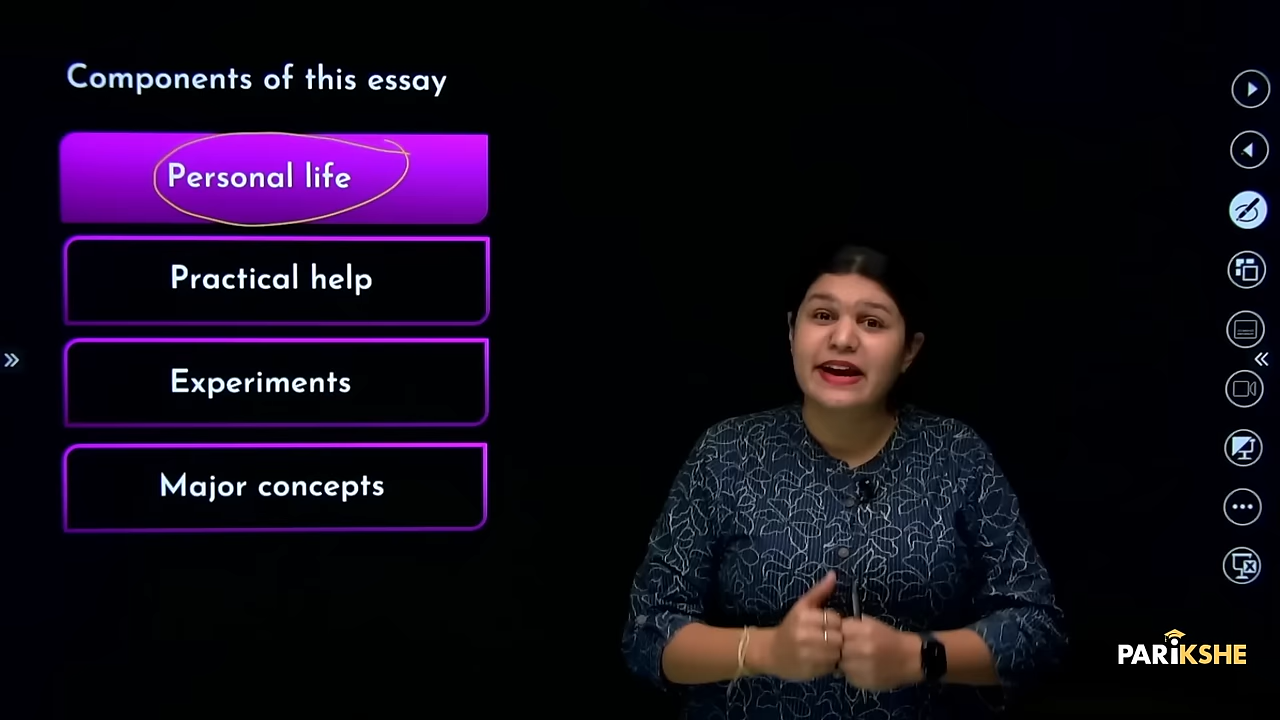 Components of this essay
Personal life
Practical help
Experiments
Major concepts
PARIKSHE